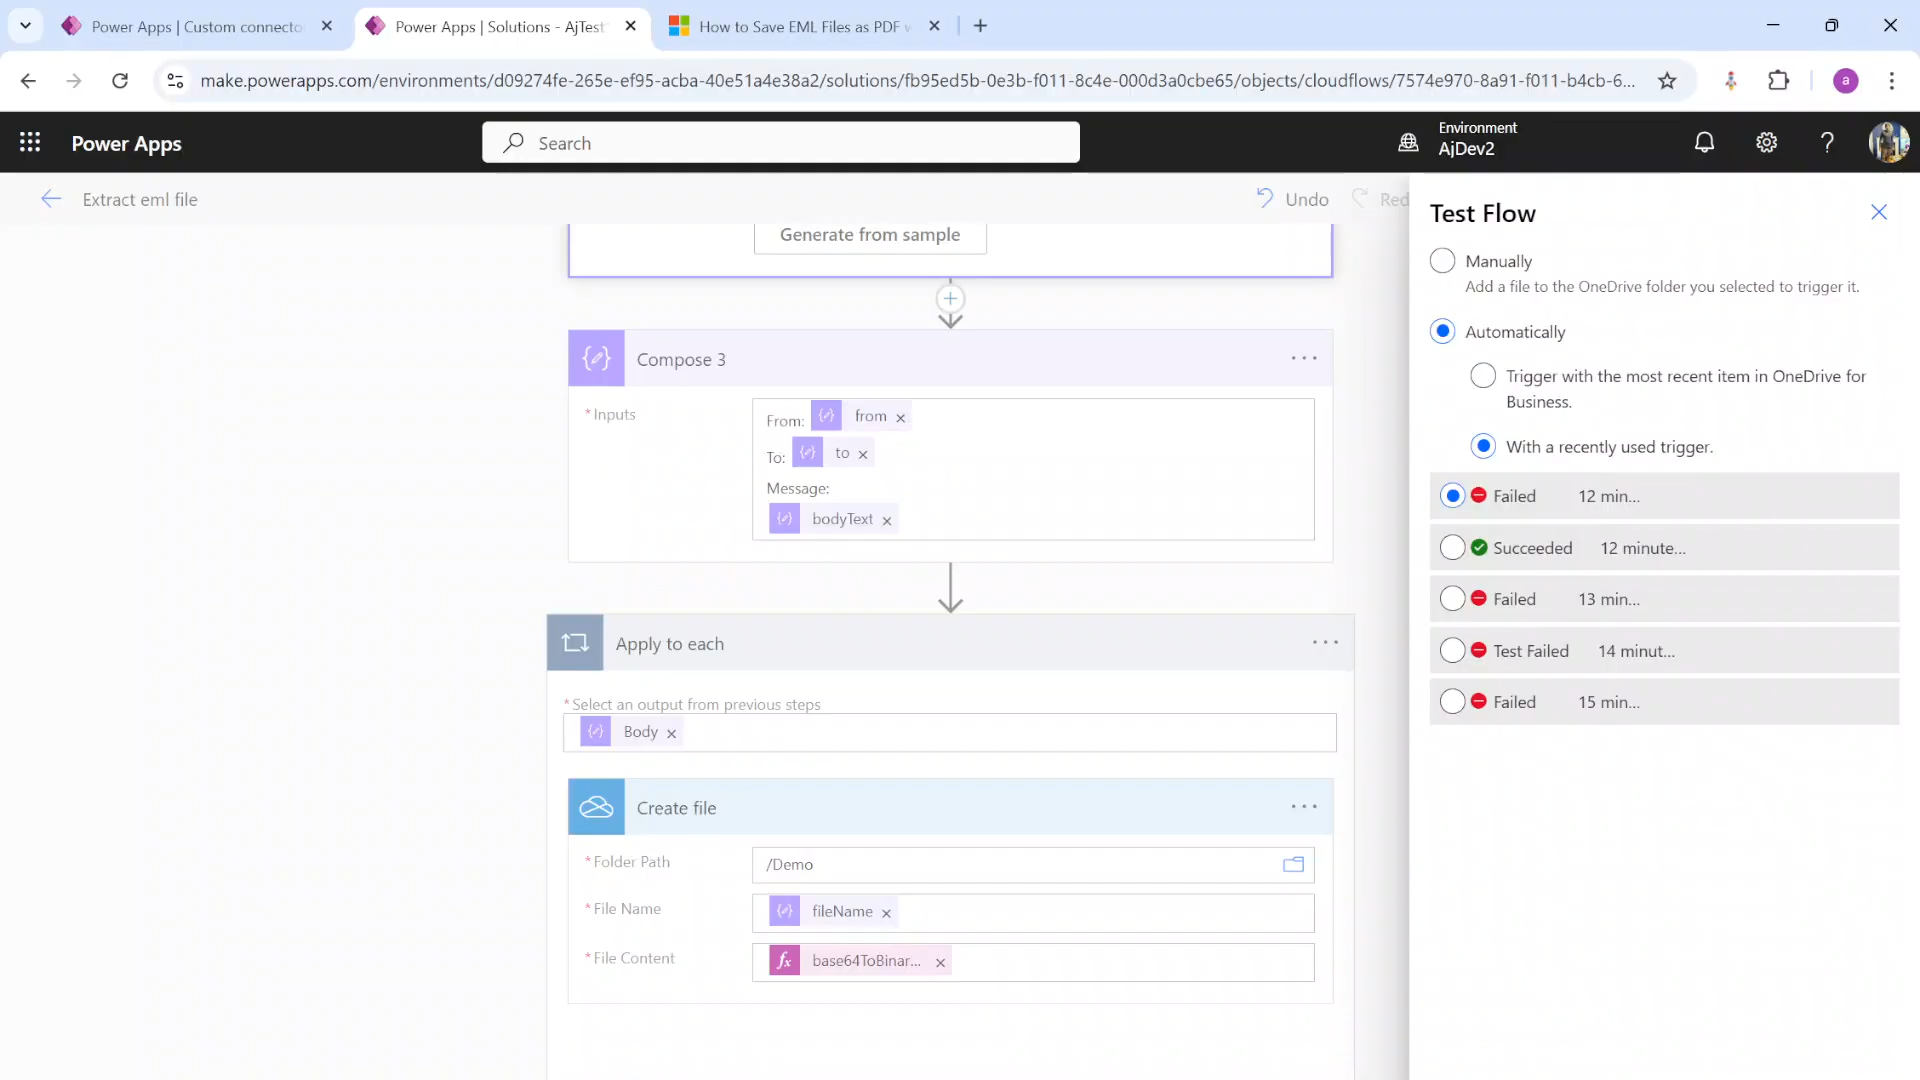 Power Apps | Custom connecto
Power Apps | Solutions - AjTest
How to Save EML Files as PDF w
make.powerapps.com/environments/d09274fe-265e-ef95-acba-40e51a4e38a2/solutions/fb95ed5b-0e3b-f011-8c4e-000d3a0cbe65/objects/cloudflows/7574e970-8a91-f011-b4cb-6...
a
Power Apps
Search
Environment
AjDev2
?
Extract eml file
Undo
Red
Generate from sample
Compose 3
...
* Inputs
From: from
To: to
Message:
bodyText
Apply to each
...
* Select an output from previous steps
Body
Create file
...
* Folder Path
/Demo
* File Name
fileName
* File Content
fx base64ToBinar...
Test Flow
Manually
Add a file to the OneDrive folder you selected to trigger it.
Automatically
Trigger with the most recent item in OneDrive for
Business.
With a recently used trigger.
Failed 12 min...
Succeeded 12 minute...
Failed 13 min...
Test Failed 14 minut...
Failed 15 min...